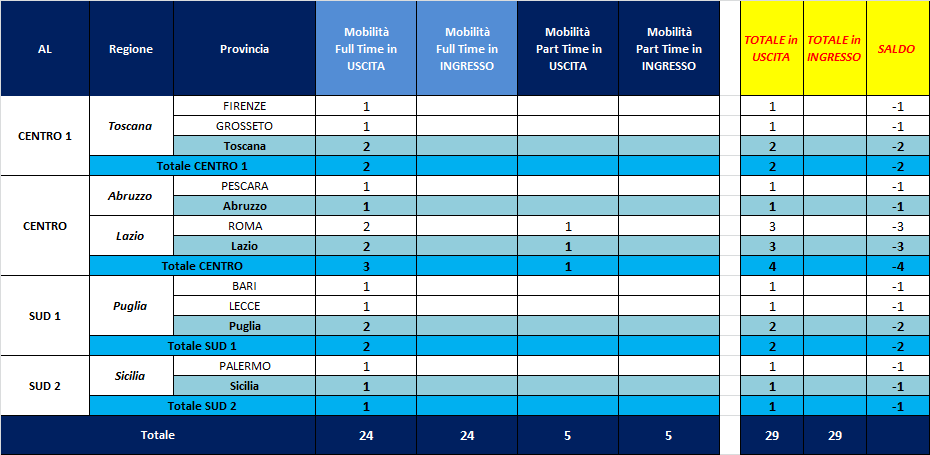 AL Regione Provincia Mobilità Full Time in USCITA Mobilità Full Time in INGRESSO Mobilità Part Time in USCITA Mobilità Part Time in INGRESSO TOTALE in USCITA TOTALE in INGRESSO SALDO
CENTRO 1 Toscana FIRENZE 1 1 -1
GROSSETO 1 1 -1
Toscana 2 2 -2
Totale CENTRO 1 2 2 -2
CENTRO Abruzzo PESCARA 1 1 -1
Abruzzo 1 1 -1
Lazio ROMA 2 1 3 -3
Lazio 2 1 3 -3
Totale CENTRO 3 1 4 -4
SUD 1 Puglia BARI 1 1 -1
LECCE 1 1 -1
Puglia 2 2 -2
Totale SUD 1 2 2 -2
SUD 2 Sicilia PALERMO 1 1 -1
Sicilia 1 1 -1
Totale SUD 2 1 1 -1
Totale 24 24 5 5 29 29